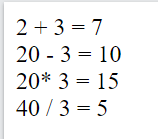 2 + 3 = 7
20 - 3 = 10
20* 3 = 15
40 / 3 = 5